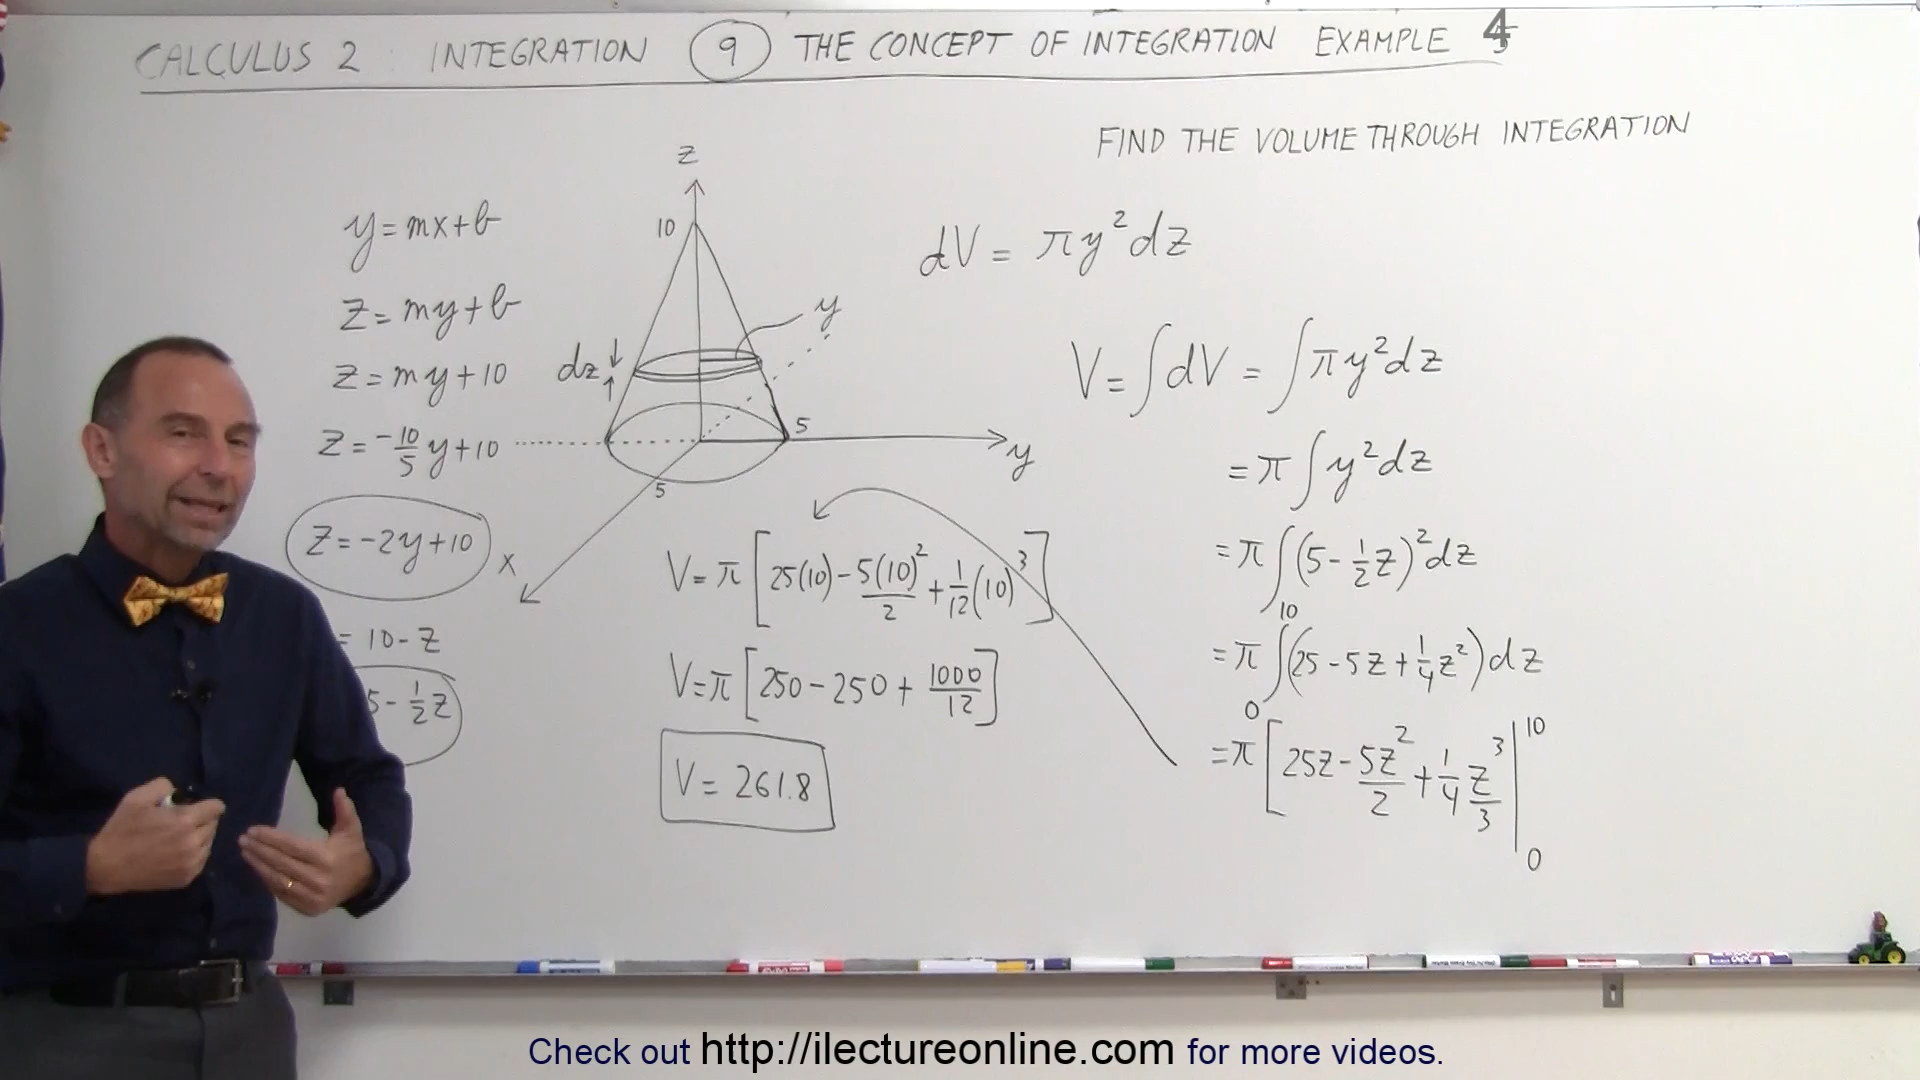 CALCULUS 2 : INTEGRATION 9 THE CONCEPT OF INTEGRATION EXAMPLE 4
FIND THE VOLUME THROUGH INTEGRATION
y = mx + b
z = my + b
z = my + 10
z = -10/5 y + 10
z = -2y + 10
= 10 - z
5 - 1/2 z
z
10
dz
y
5
y
5
x
V = π [25(10) - 5(10)²/2 + 1/12 (10)³]
V = π [250 - 250 + 1000/12]
V = 261.8
dV = πy²dz
V = ∫dV = ∫πy²dz
= π ∫y²dz
= π ∫(5 - 1/2 z)²dz
= π ∫₀¹⁰(25 - 5z + 1/4 z²)dz
= π [25z - 5z²/2 + 1/4 z³/3 |₀¹⁰
Check out http://ilectureonline.com for more videos.